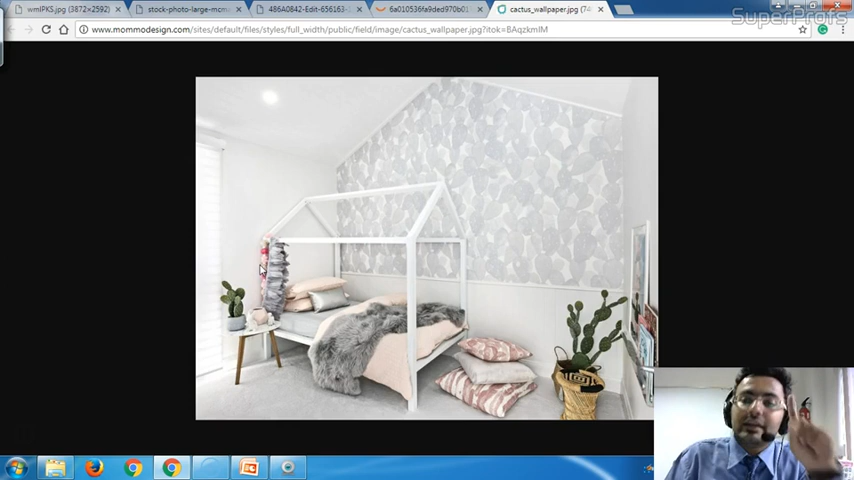 wmIPKS.jpg (3872×2592)
stock-photo-large-mcm
486A0842-Edit-656163-
6a010536fa9ded970b01
cactus_wallpaper.jpg (74
SuperProfs
www.mommodesign.com/sites/default/files/styles/full_width/public/field/image/cactus_wallpaper.jpg?itok=BAqzkmIM